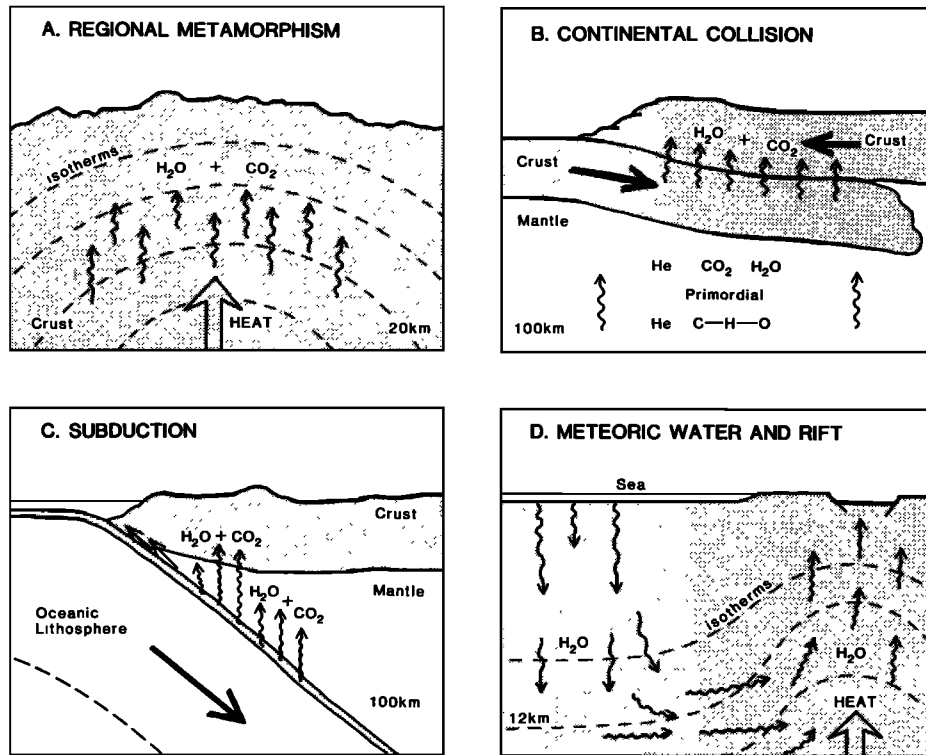 A. REGIONAL METAMORPHISM
Isotherms
H₂O + CO₂
Crust
HEAT
20km
B. CONTINENTAL COLLISION
H₂O + CO₂
Crust
Crust
Mantle
He CO₂ H₂O
Primordial
100km
He C—H—O
C. SUBDUCTION
Crust
H₂O + CO₂
Mantle
H₂O + CO₂
Oceanic
Lithosphere
100km
D. METEORIC WATER AND RIFT
Sea
Isotherms
H₂O
H₂O
12km
HEAT